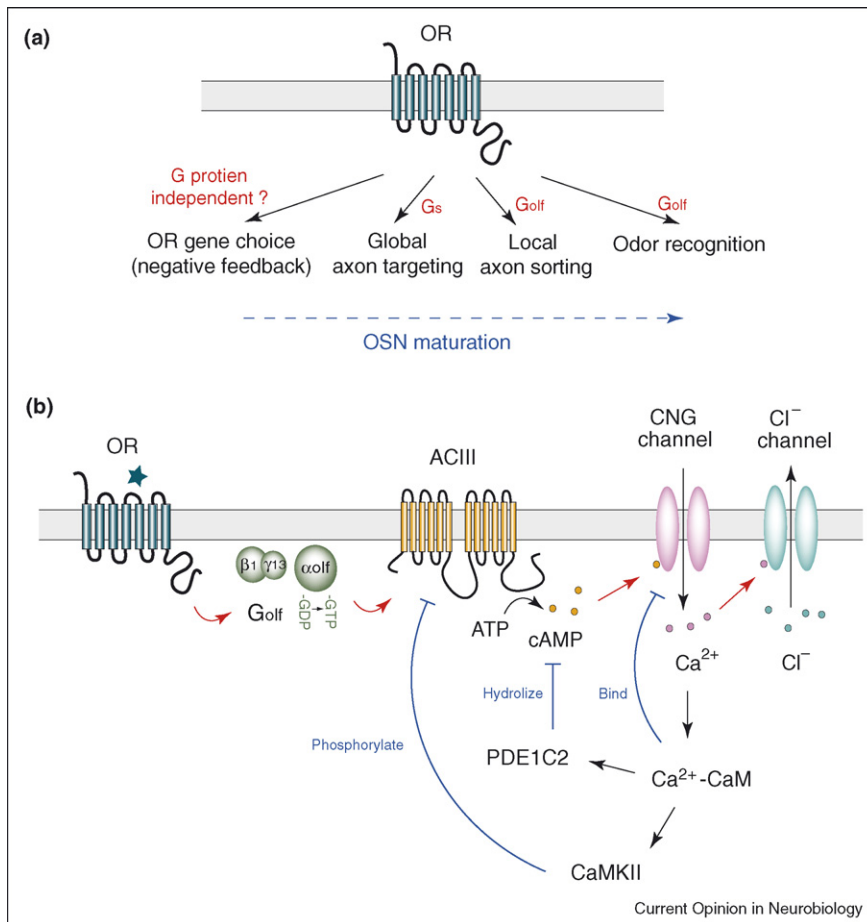 (a)
OR
G protien
independent ?
Gs
Golf
Golf
OR gene choice
(negative feedback)
Global
axon targeting
Local
axon sorting
Odor recognition
OSN maturation
(b)
OR
ACIII
CNG
channel
Cl⁻
channel
β1
γ13
αolf
Golf
-GDP
-GTP
ATP
cAMP
Ca²⁺
Cl⁻
Hydrolize
Bind
Phosphorylate
PDE1C2
Ca²⁺-CaM
CaMKII
Current Opinion in Neurobiology